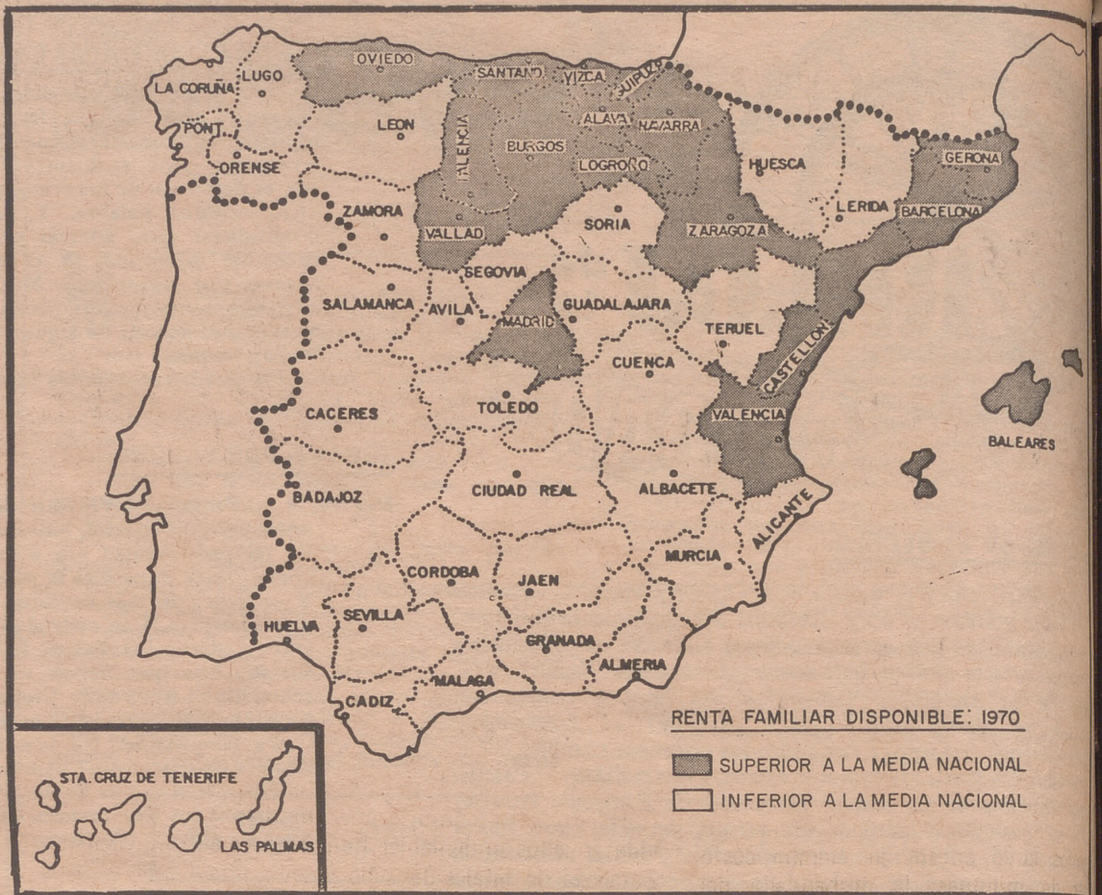 OVIEDO
SANTAND.
VIZCA.
GUIPUZ.
LUGO
LA CORUÑA
PONT.
ORENSE
LEON
PALENCIA
BURGOS
ALAVA
NAVARRA
LOGROÑO
HUESCA
LERIDA
GERONA
BARCELONA
ZAMORA
VALLAD.
SORIA
ZARAGOZA
SEGOVIA
SALAMANCA
AVILA
MADRID
GUADALAJARA
TERUEL
CASTELLON
CUENCA
CACERES
TOLEDO
VALENCIA
BALEARES
BADAJOZ
CIUDAD REAL
ALBACETE
ALICANTE
MURCIA
CORDOBA
JAEN
HUELVA
SEVILLA
GRANADA
ALMERIA
MALAGA
CADIZ
STA. CRUZ DE TENERIFE
LAS PALMAS
RENTA FAMILIAR DISPONIBLE: 1970
SUPERIOR A LA MEDIA NACIONAL
INFERIOR A LA MEDIA NACIONAL